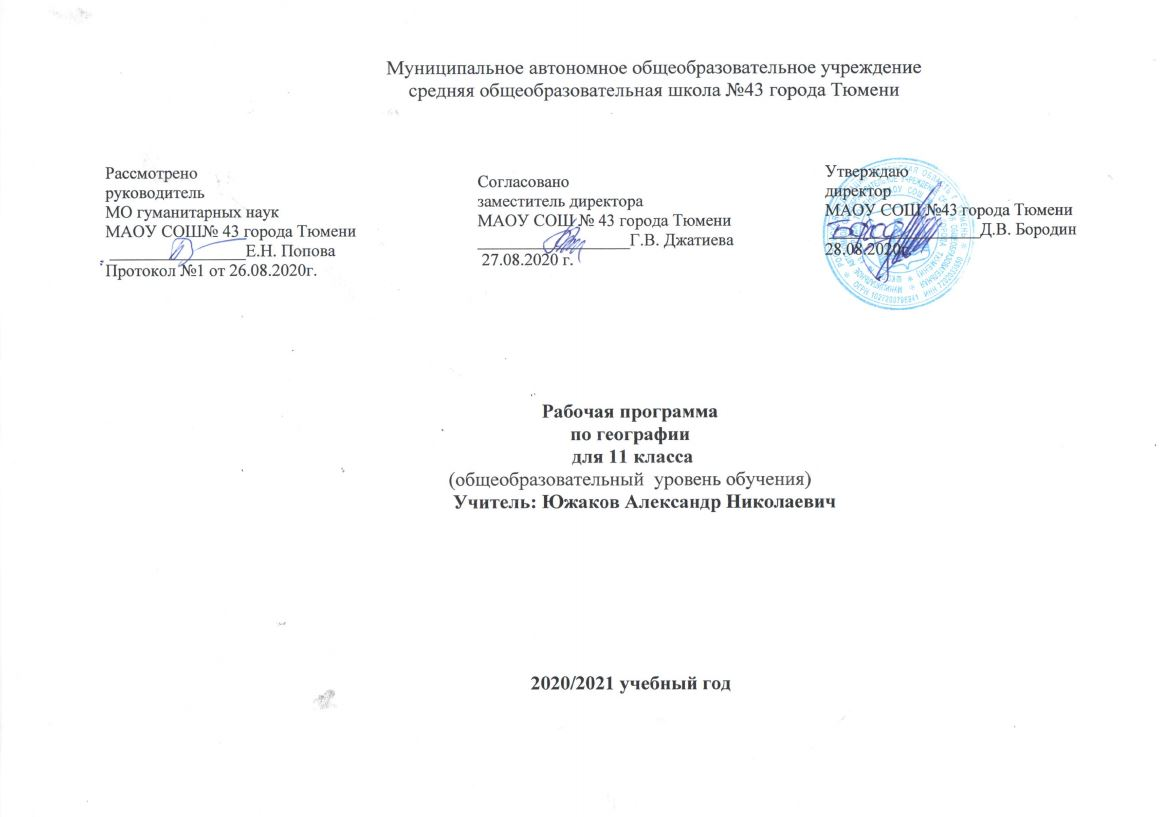 Муниципальное автономное общеобразовательное учреждение
средняя общеобразовательная школа №43 города Тюмени
Рассмотрено
руководитель
МО гуманитарных наук
МАОУ СОШ№ 43 города Тюмени
________________Е.Н. Попова
Протокол №1 от 26.08.2020г.
Согласовано
заместитель директора
МАОУ СОШ № 43 города Тюмени
__________________Г.В. Джатиева
27.08.2020 г.
Утверждаю
директор
МАОУ СОШ №43 города Тюмени
__________________Д.В. Бородин
28.08.2020г.
Рабочая программа
по географии
для 11 класса
(общеобразовательный уровень обучения)
Учитель: Южаков Александр Николаевич
2020/2021 учебный год